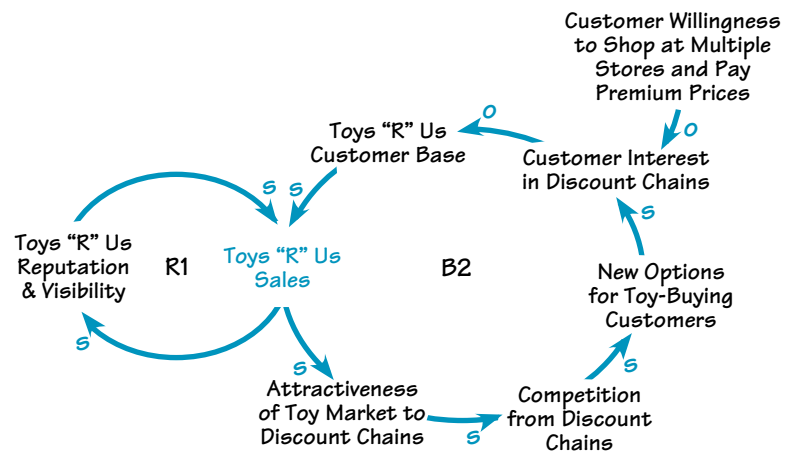 Customer Willingness
to Shop at Multiple
Stores and Pay
Premium Prices
O
O
Toys “R” Us
Customer Base
Customer Interest
in Discount Chains
S
S
S
Toys “R” Us
Reputation
& Visibility
R1
Toys “R” Us
Sales
B2
New Options
for Toy-Buying
Customers
S
S
S
Attractiveness
of Toy Market to
Discount Chains
S
Competition
from Discount
Chains